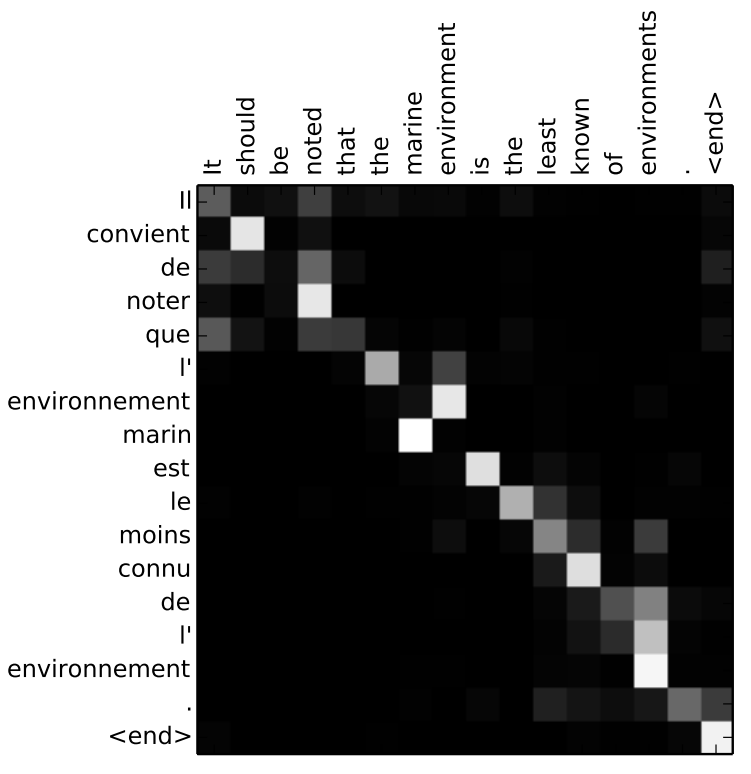 It should be noted that the marine environment is the least known of environments . <end>
Il
convient
de
noter
que
l'
environnement
marin
est
le
moins
connu
de
l'
environnement
.
<end>